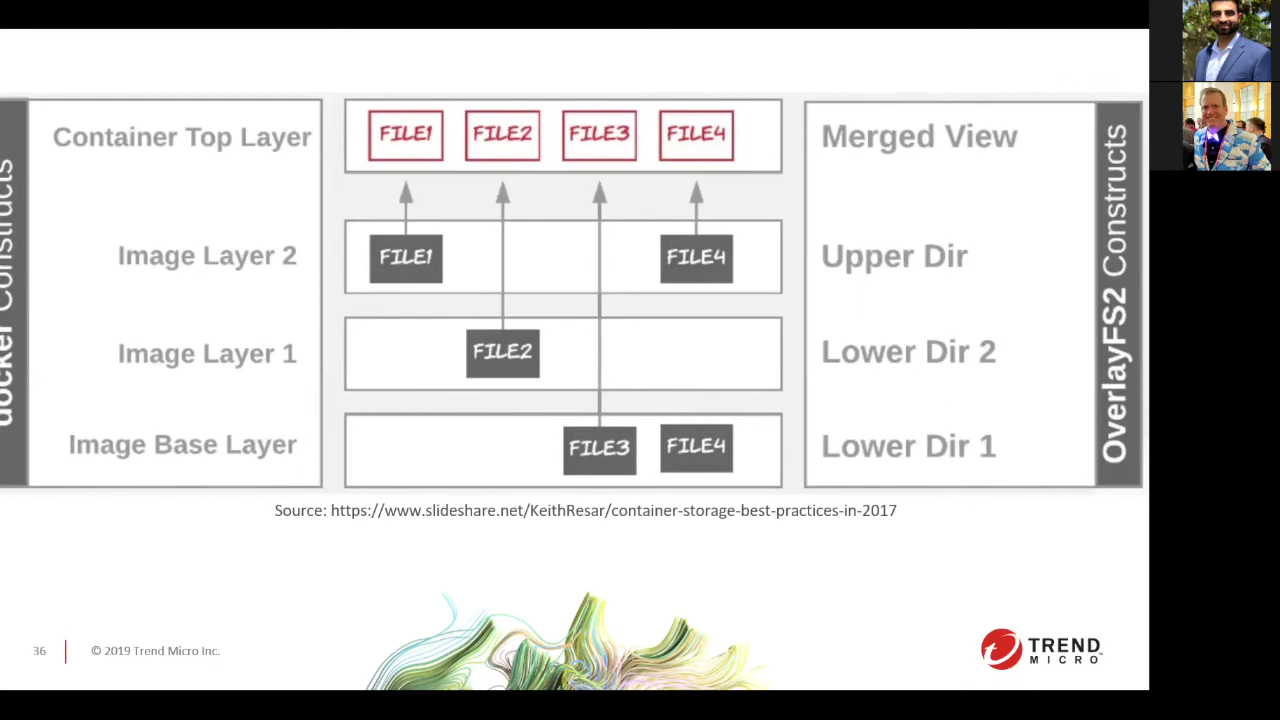 docker Constructs
Container Top Layer
FILE1 FILE2 FILE3 FILE4
Merged View
Image Layer 2
FILE1 FILE4
Upper Dir
Image Layer 1
FILE2
Lower Dir 2
Image Base Layer
FILE3 FILE4
Lower Dir 1
OverlayFS2 Constructs
Source: https://www.slideshare.net/KeithResar/container-storage-best-practices-in-2017
36
© 2019 Trend Micro Inc.
TREND
MICRO™